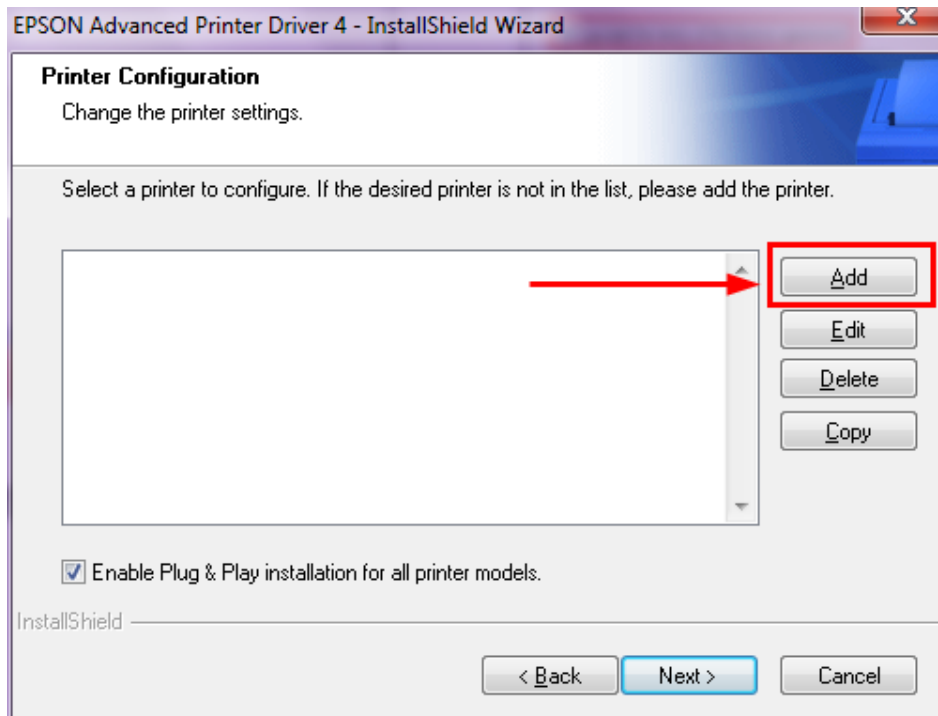 EPSON Advanced Printer Driver 4 - InstallShield Wizard
Printer Configuration
Change the printer settings.
Select a printer to configure. If the desired printer is not in the list, please add the printer.
Add
Edit
Delete
Copy
Enable Plug & Play installation for all printer models.
InstallShield
< Back Next > Cancel